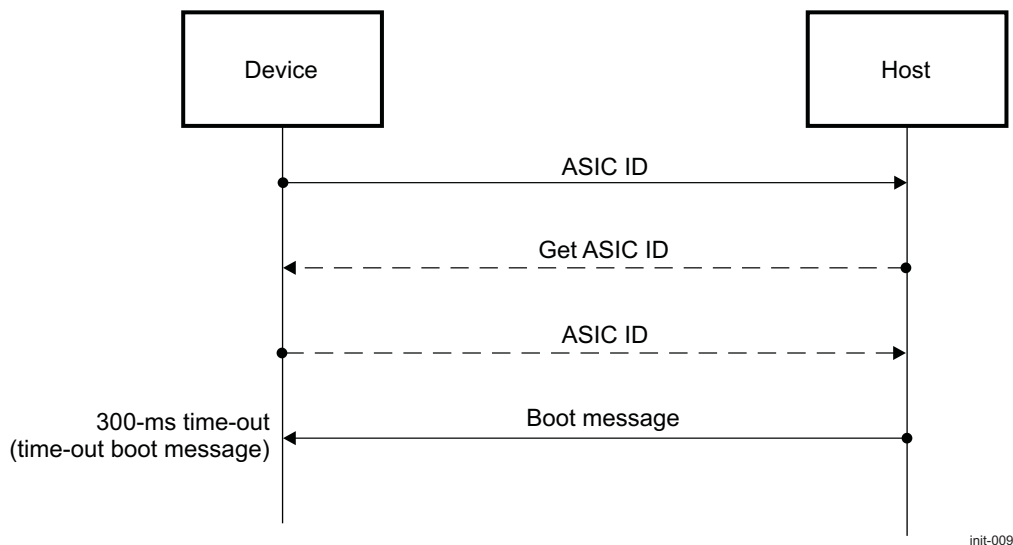 Device
Host
ASIC ID
Get ASIC ID
ASIC ID
300-ms time-out
(time-out boot message)
Boot message
init-009